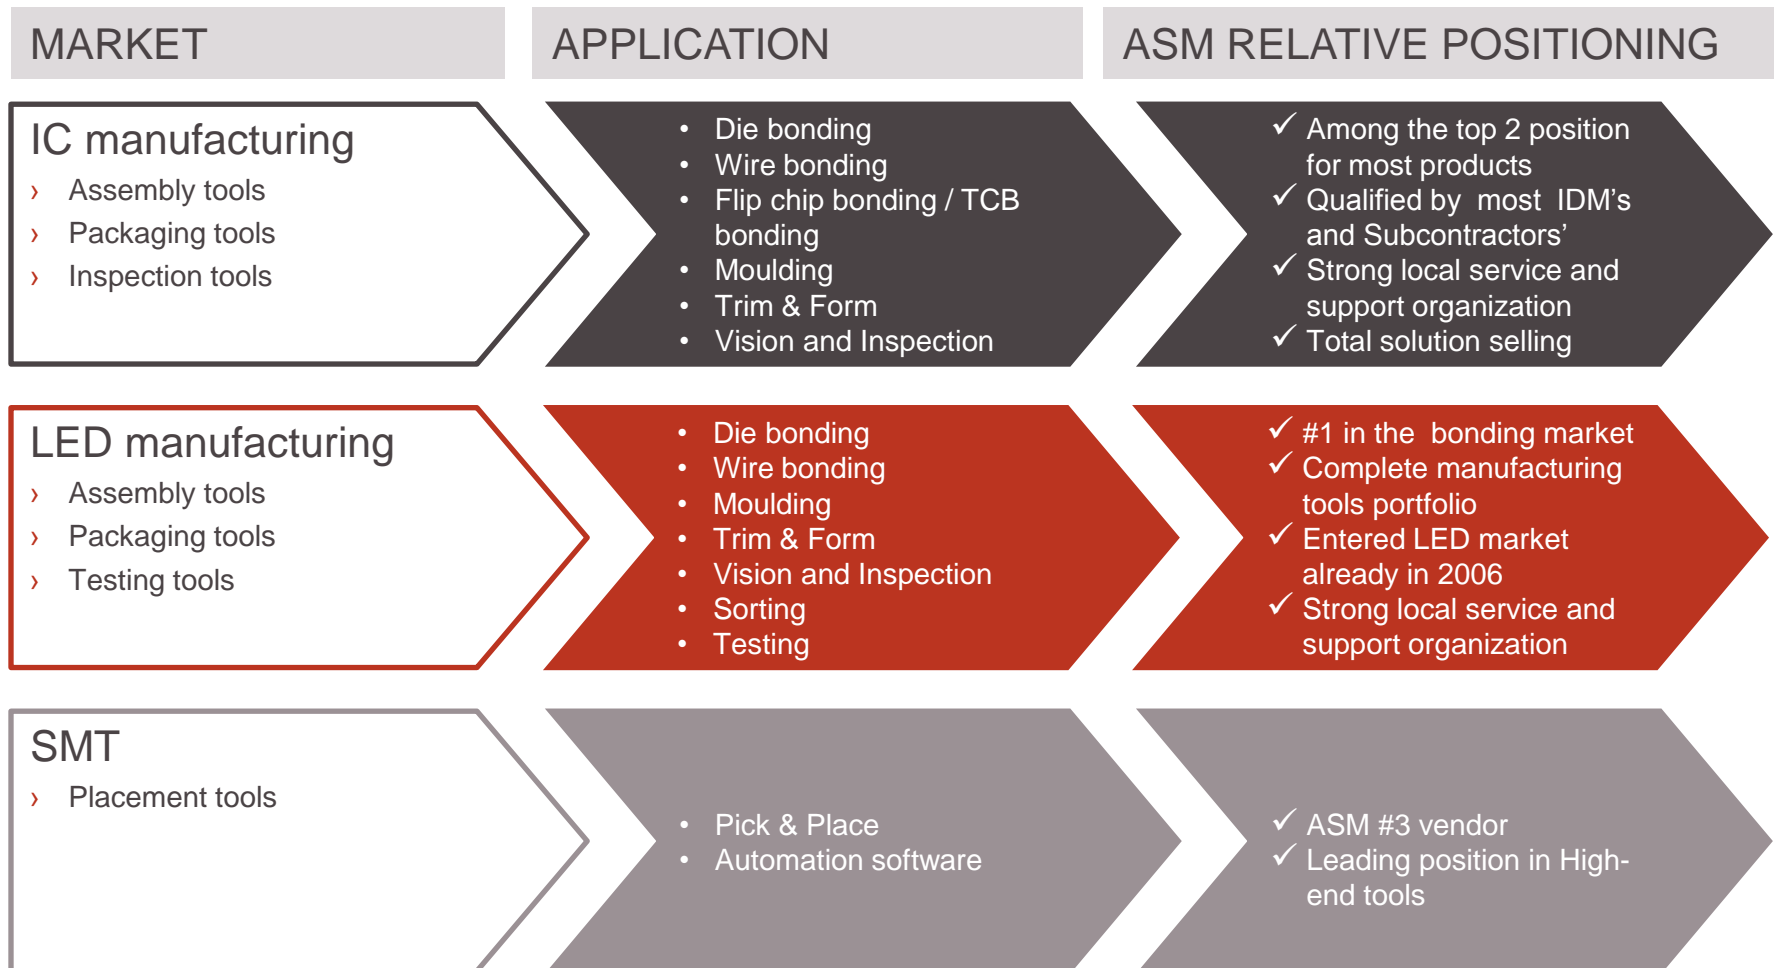 MARKET
APPLICATION
ASM RELATIVE POSITIONING
IC manufacturing
› Assembly tools
› Packaging tools
› Inspection tools
• Die bonding
• Wire bonding
• Flip chip bonding / TCB
bonding
• Moulding
• Trim & Form
• Vision and Inspection
✓ Among the top 2 position
for most products
✓ Qualified by most IDM’s
and Subcontractors’
✓ Strong local service and
support organization
✓ Total solution selling
LED manufacturing
› Assembly tools
› Packaging tools
› Testing tools
• Die bonding
• Wire bonding
• Moulding
• Trim & Form
• Vision and Inspection
• Sorting
• Testing
✓ #1 in the bonding market
✓ Complete manufacturing
tools portfolio
✓ Entered LED market
already in 2006
✓ Strong local service and
support organization
SMT
› Placement tools
• Pick & Place
• Automation software
✓ ASM #3 vendor
✓ Leading position in High-
end tools